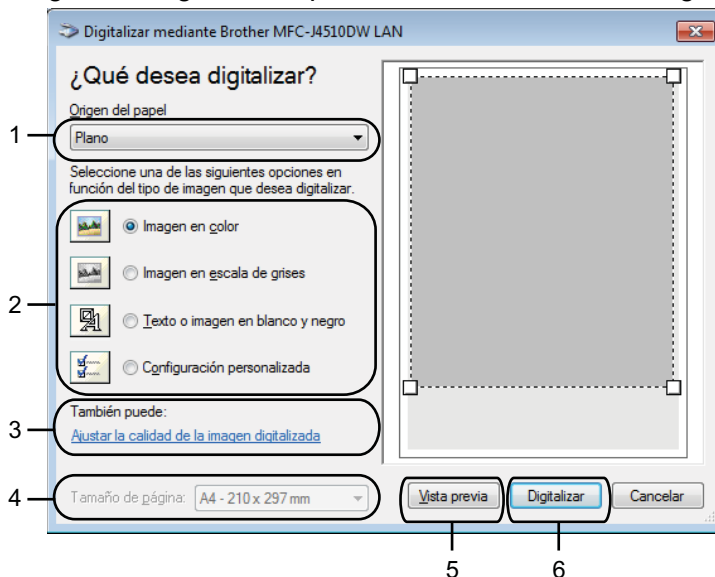 Digitalizar mediante Brother MFC-J4510DW LAN
¿Qué desea digitalizar?
Origen del papel
1
Plano
Seleccione una de las siguientes opciones en
función del tipo de imagen que desea digitalizar.
Imagen en color
Imagen en escala de grises
2
Texto o imagen en blanco y negro
Configuración personalizada
También puede:
3
Ajustar la calidad de la imagen digitalizada
4
Tamaño de página: A4 - 210 x 297 mm
Vista previa
Digitalizar
Cancelar
5
6